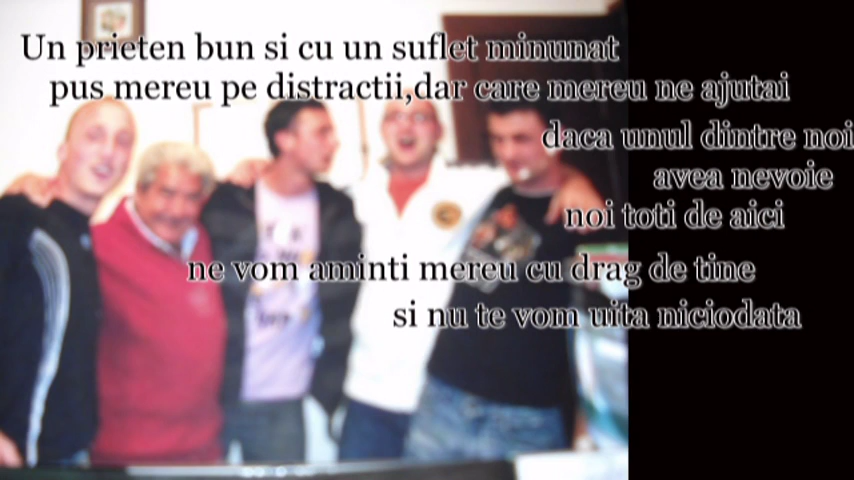 Un prieten bun si cu un suflet minunat
pus mereu pe distractii,dar care mereu ne ajutai
daca unul dintre noi
avea nevoie
noi toti de aici
ne vom aminti mereu cu drag de tine
si nu te vom uita niciodata